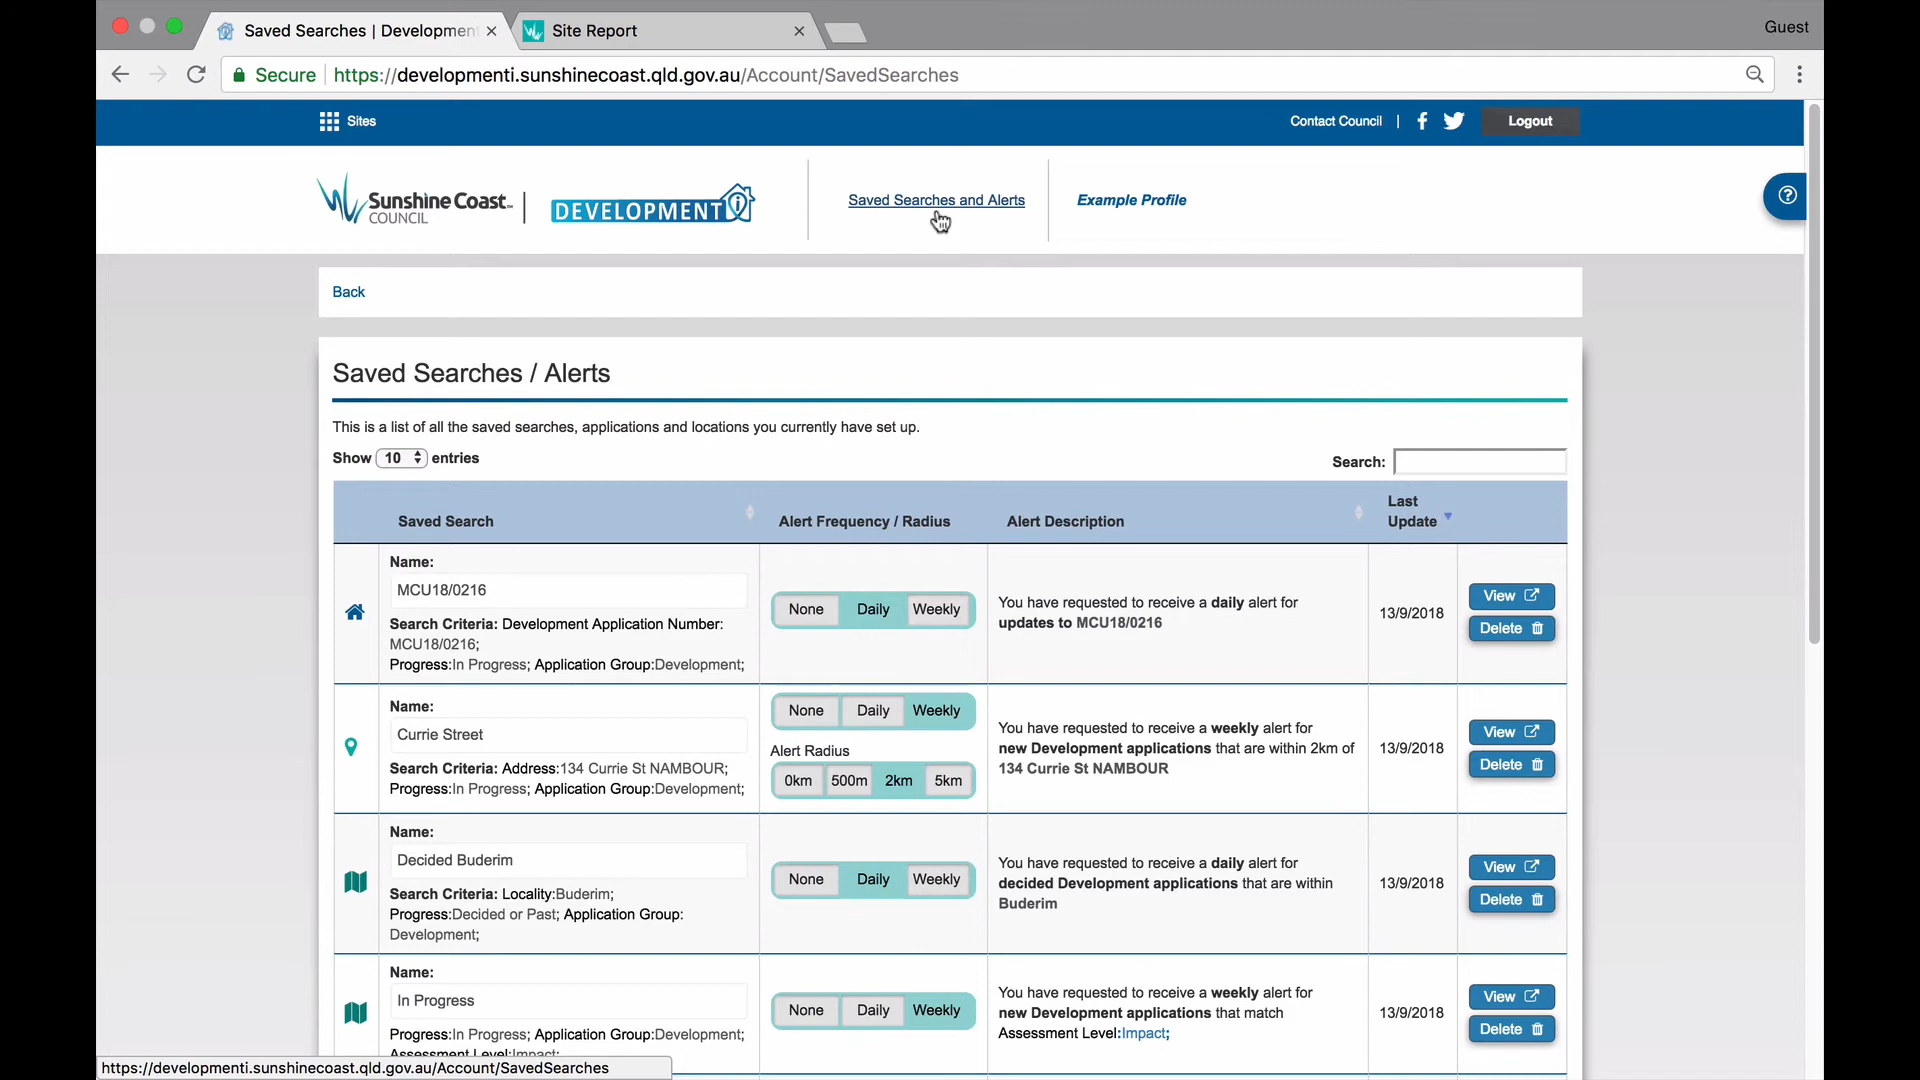 Saved Searches | Developmen
Site Report
Guest
Secure https://developmenti.sunshinecoast.qld.gov.au/Account/SavedSearches
Sites
Contact Council |
Logout
Sunshine Coast
COUNCIL
DEVELOPMENT i
Saved Searches and Alerts
Example Profile
Back
Saved Searches / Alerts
This is a list of all the saved searches, applications and locations you currently have set up.
Show 10 entries
Search:
Saved Search
Alert Frequency / Radius
Alert Description
Last
Update
Name:
MCU18/0216
Search Criteria: Development Application Number:
MCU18/0216;
Progress:In Progress; Application Group:Development;
None Daily Weekly
You have requested to receive a daily alert for
updates to MCU18/0216
13/9/2018
View
Delete
Name:
Currie Street
Search Criteria: Address:134 Currie St NAMBOUR;
Progress:In Progress; Application Group:Development;
None Daily Weekly
Alert Radius
0km 500m 2km 5km
You have requested to receive a weekly alert for
new Development applications that are within 2km of
134 Currie St NAMBOUR
13/9/2018
View
Delete
Name:
Decided Buderim
Search Criteria: Locality:Buderim;
Progress:Decided or Past; Application Group:
Development;
None Daily Weekly
You have requested to receive a daily alert for
decided Development applications that are within
Buderim
13/9/2018
View
Delete
Name:
In Progress
Progress:In Progress; Application Group:Development;
Assessment Level:Impact;
None Daily Weekly
You have requested to receive a weekly alert for
new Development applications that match
Assessment Level:Impact;
13/9/2018
View
Delete
https://developmenti.sunshinecoast.qld.gov.au/Account/SavedSearches